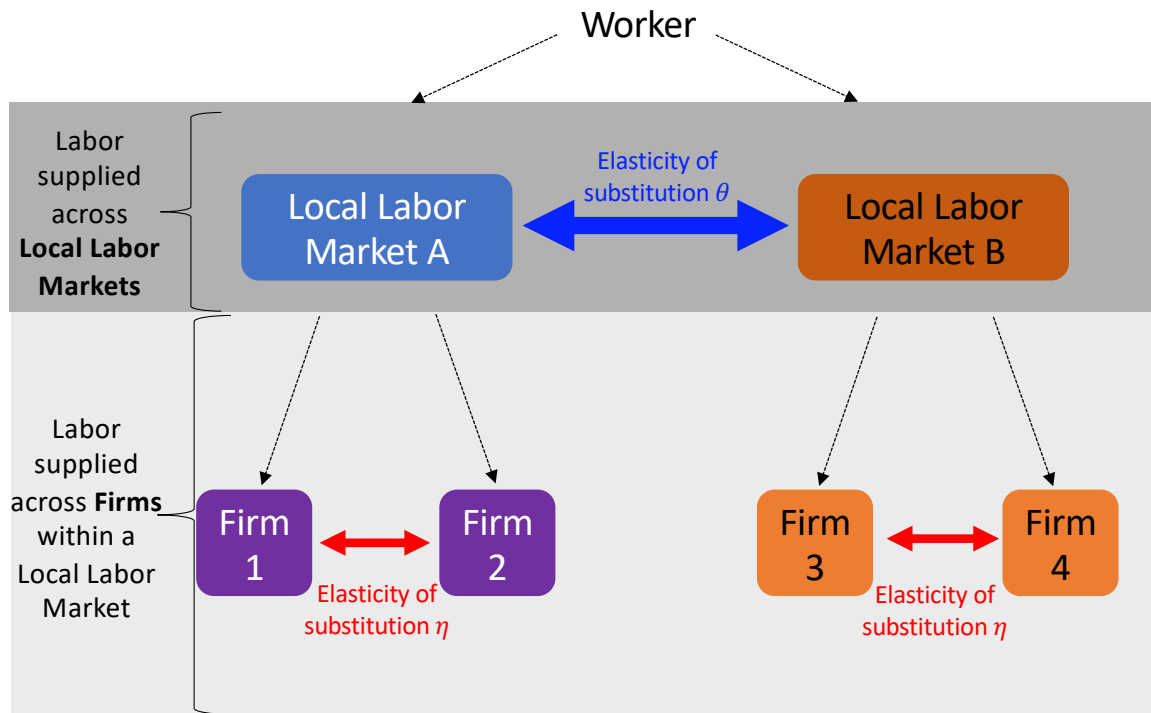 Worker
Labor
supplied
across
Local Labor
Markets
Local Labor
Market A
Elasticity of
substitution θ
Local Labor
Market B
Labor
supplied
across Firms
within a
Local Labor
Market
Firm
1
Elasticity of
substitution η
Firm
2
Firm
3
Elasticity of
substitution η
Firm
4